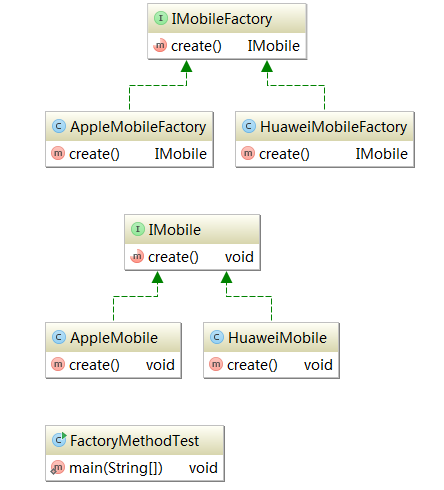 I IMobileFactory
m create() IMobile
C AppleMobileFactory
m create() IMobile
C HuaweiMobileFactory
m create() IMobile
I IMobile
m create() void
C AppleMobile
m create() void
C HuaweiMobile
m create() void
C FactoryMethodTest
m main(String[]) void